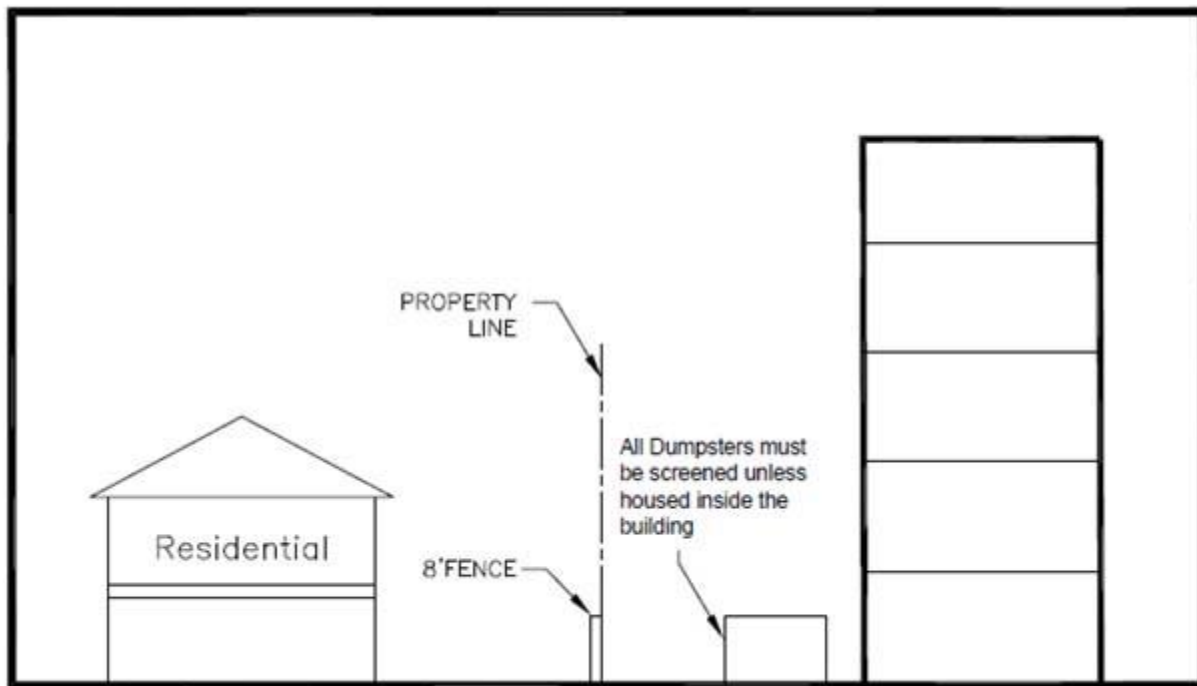 PROPERTY
LINE
All Dumpsters must
be screened unless
housed inside the
building
Residential
8'FENCE